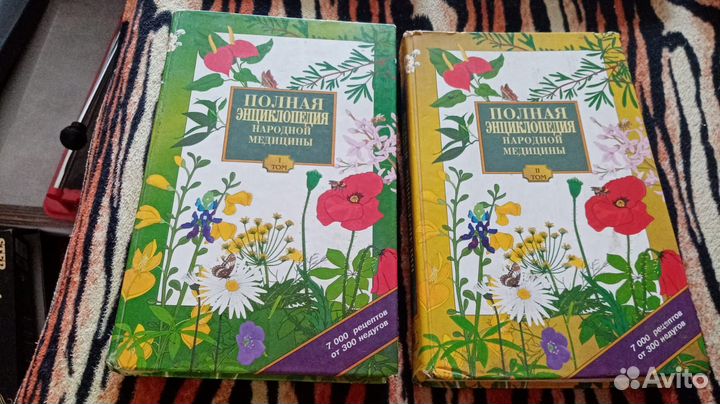 ПОЛНАЯ
ЭНЦИКЛОПЕДИЯ
НАРОДНОЙ
МЕДИЦИНЫ
I
ТОМ
7 000 рецептов
от 300 недугов
ПОЛНАЯ
ЭНЦИКЛОПЕДИЯ
НАРОДНОЙ
МЕДИЦИНЫ
II
ТОМ
7 000 рецептов
от 300 недугов
Avito